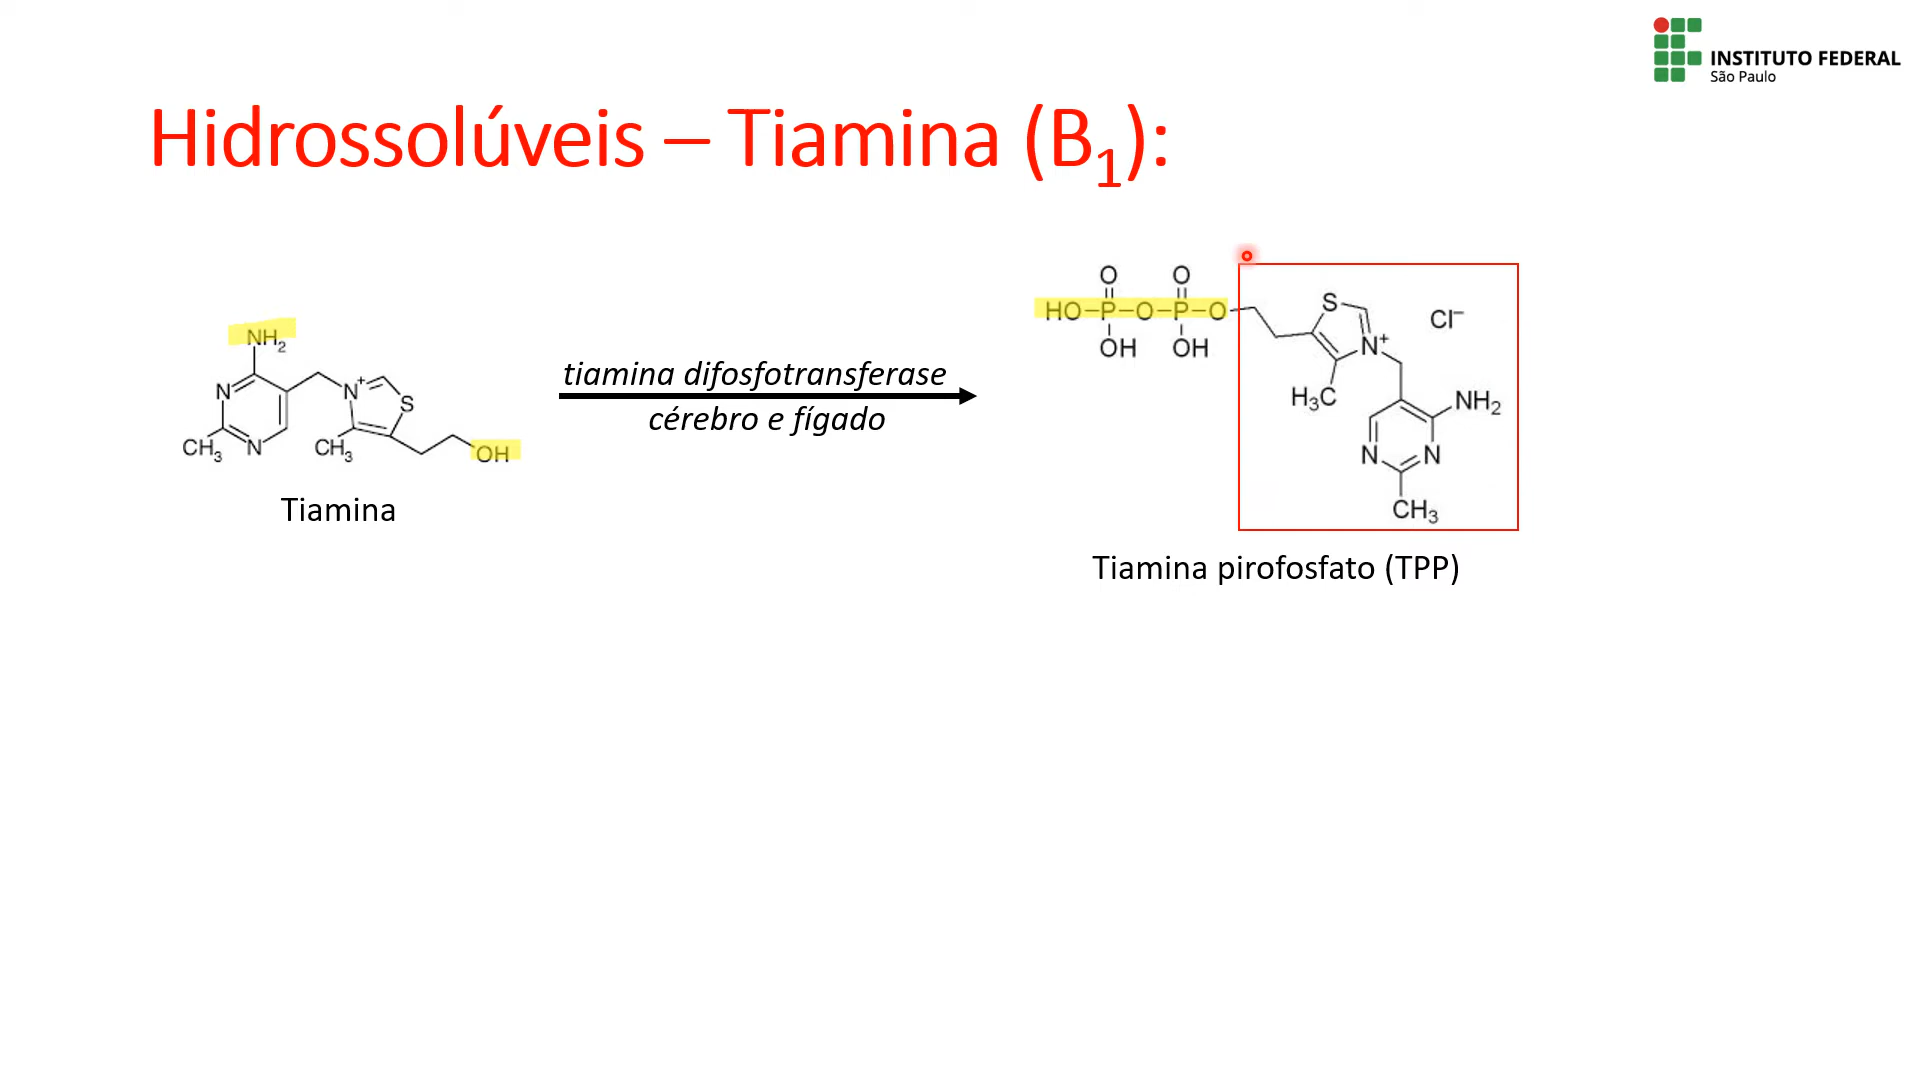 INSTITUTO FEDERAL
São Paulo
Hidrossolúveis – Tiamina (B₁):
NH₂
N
N⁺
S
CH₃
N
CH₃
OH
Tiamina
tiamina difosfotransferase
cérebro e fígado
O O
HO P O P O
OH OH
S
Cl⁻
N⁺
H₃C
NH₂
N N
CH₃
Tiamina pirofosfato (TPP)